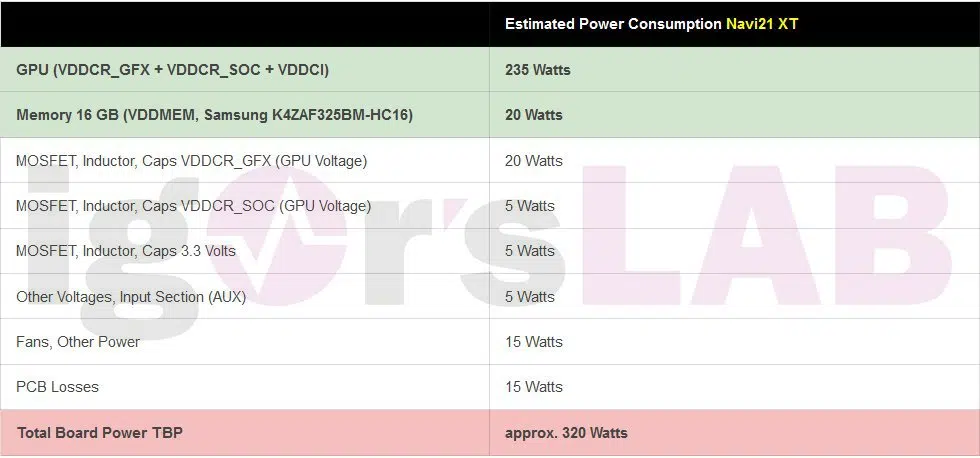 Estimated Power Consumption Navi21 XT
GPU (VDDCR_GFX + VDDCR_SOC + VDDCI) 235 Watts
Memory 16 GB (VDDMEM, Samsung K4ZAF325BM-HC16) 20 Watts
MOSFET, Inductor, Caps VDDCR_GFX (GPU Voltage) 20 Watts
MOSFET, Inductor, Caps VDDCR_SOC (GPU Voltage) 5 Watts
MOSFET, Inductor, Caps 3.3 Volts 5 Watts
Other Voltages, Input Section (AUX) 5 Watts
Fans, Other Power 15 Watts
PCB Losses 15 Watts
Total Board Power TBP approx. 320 Watts
igor'sLAB